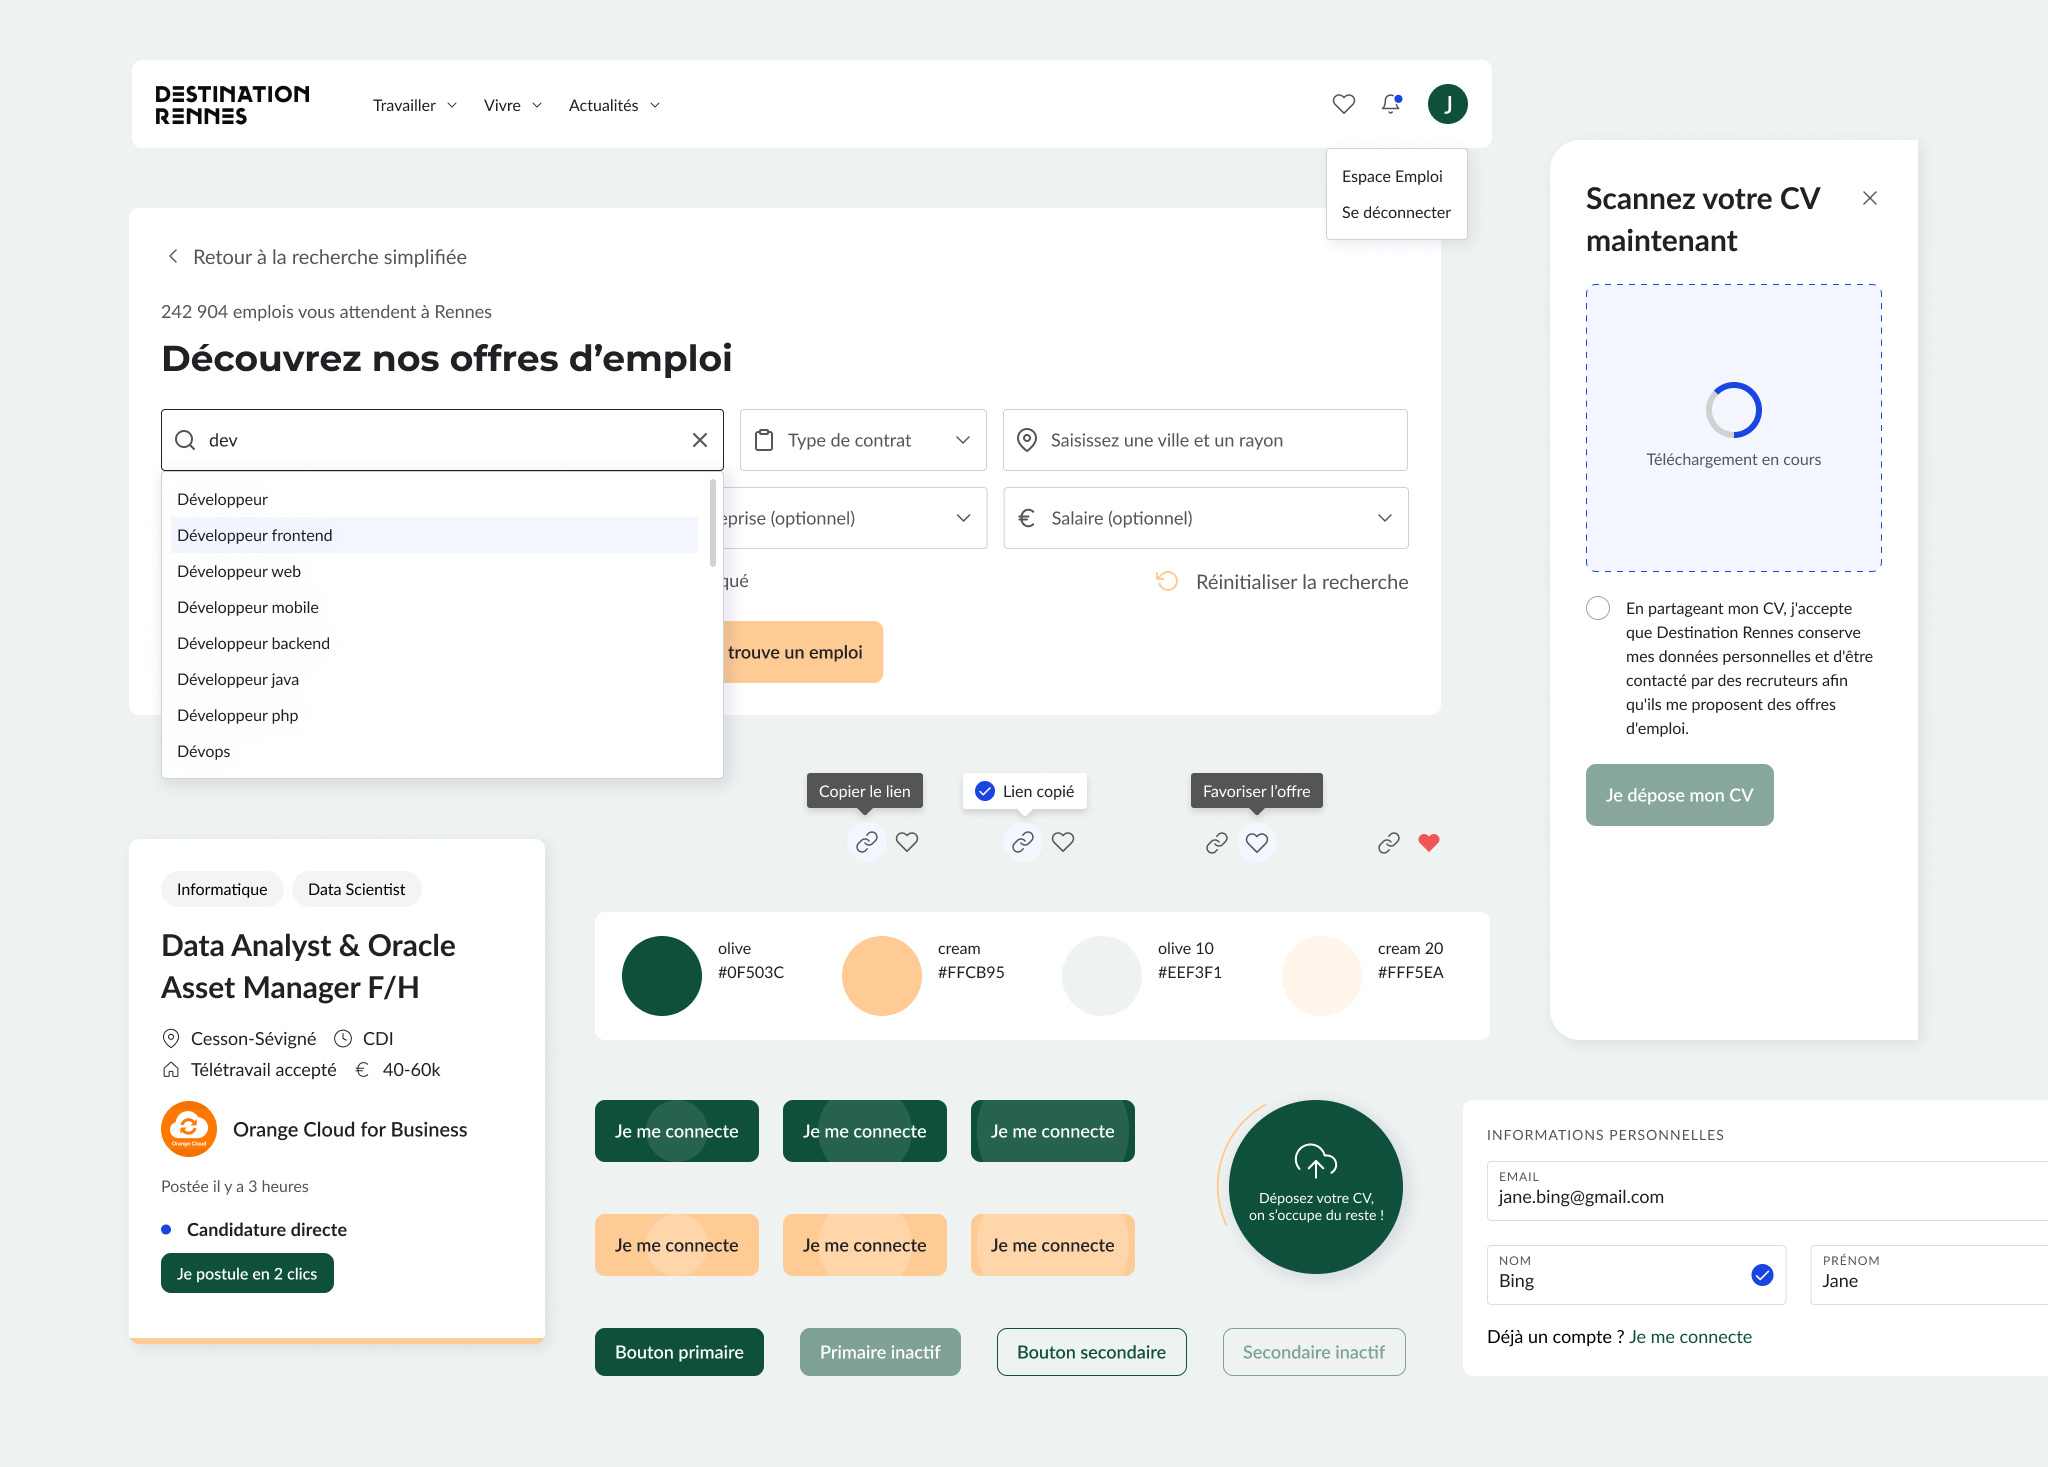 DESTINATION
RENNES
Travailler
Vivre
Actualités
J
Espace Emploi
Se déconnecter
Retour à la recherche simplifiée
242 904 emplois vous attendent à Rennes
Découvrez nos offres d’emploi
dev
Type de contrat
Saisissez une ville et un rayon
Développeur
Développeur frontend
Développeur web
Développeur mobile
Développeur backend
Développeur java
Développeur php
Dévops
eprise (optionnel)
Salaire (optionnel)
qué
Réinitialiser la recherche
trouve un emploi
Scannez votre CV
maintenant
Téléchargement en cours
En partageant mon CV, j'accepte
que Destination Rennes conserve
mes données personnelles et d'être
contacté par des recruteurs afin
qu'ils me proposent des offres
d'emploi.
Je dépose mon CV
Copier le lien
Lien copié
Favoriser l’offre
Informatique
Data Scientist
Data Analyst & Oracle
Asset Manager F/H
Cesson-Sévigné
CDI
Télétravail accepté
€ 40-60k
Orange Cloud
Orange Cloud for Business
Postée il y a 3 heures
Candidature directe
Je postule en 2 clics
olive
#0F503C
cream
#FFCB95
olive 10
#EEF3F1
cream 20
#FFF5EA
Je me connecte
Je me connecte
Je me connecte
Je me connecte
Je me connecte
Je me connecte
Déposez votre CV,
on s’occupe du reste !
Bouton primaire
Primaire inactif
Bouton secondaire
Secondaire inactif
INFORMATIONS PERSONNELLES
EMAIL
jane.bing@gmail.com
NOM
Bing
PRÉNOM
Jane
Déjà un compte ? Je me connecte